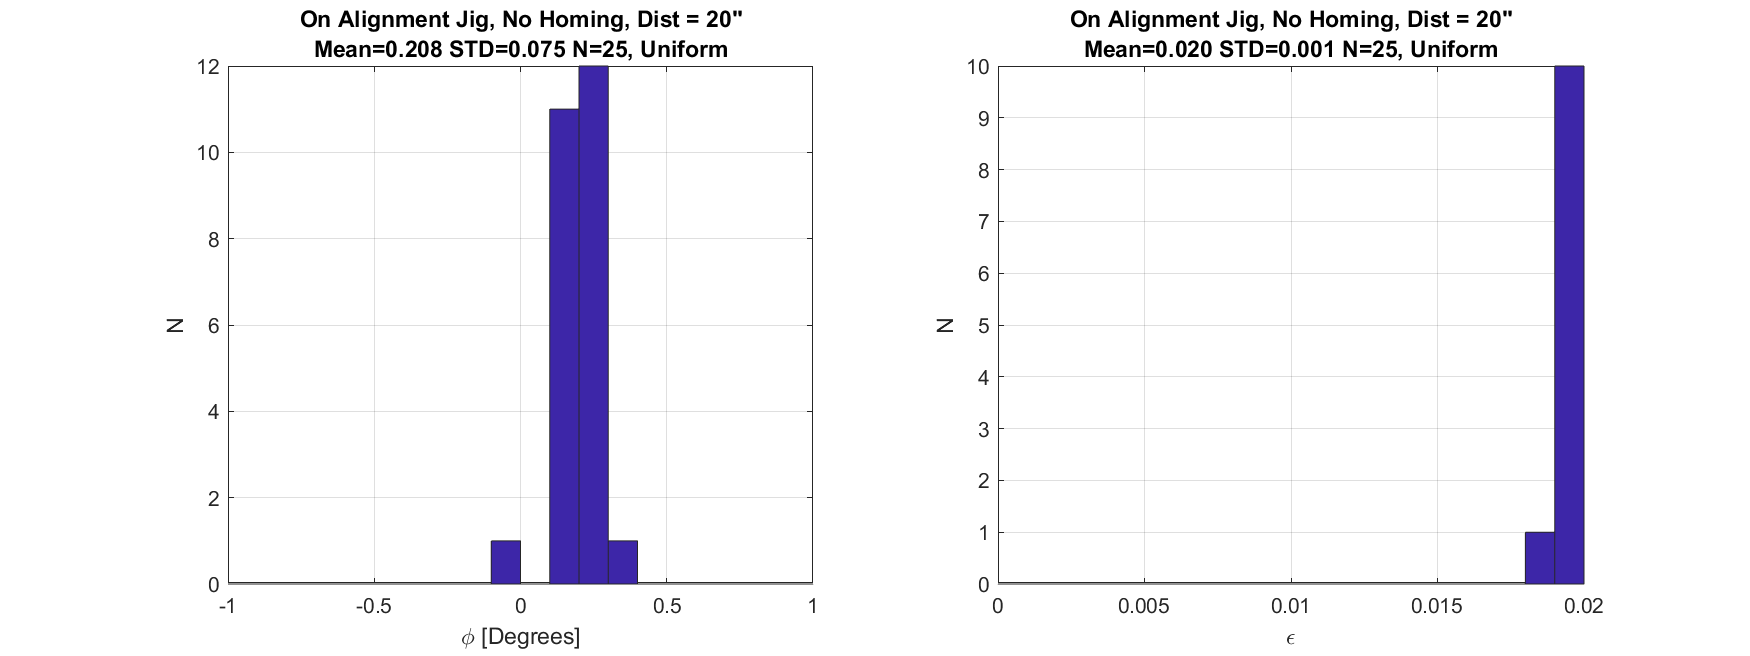 On Alignment Jig, No Homing, Dist = 20"
Mean=0.208 STD=0.075 N=25, Uniform
12
10
8
6
4
2
0
N
-1 -0.5 0 0.5 1
ϕ [Degrees]
On Alignment Jig, No Homing, Dist = 20"
Mean=0.020 STD=0.001 N=25, Uniform
10
9
8
7
6
5
4
3
2
1
0
N
0 0.005 0.01 0.015 0.02
ϵ